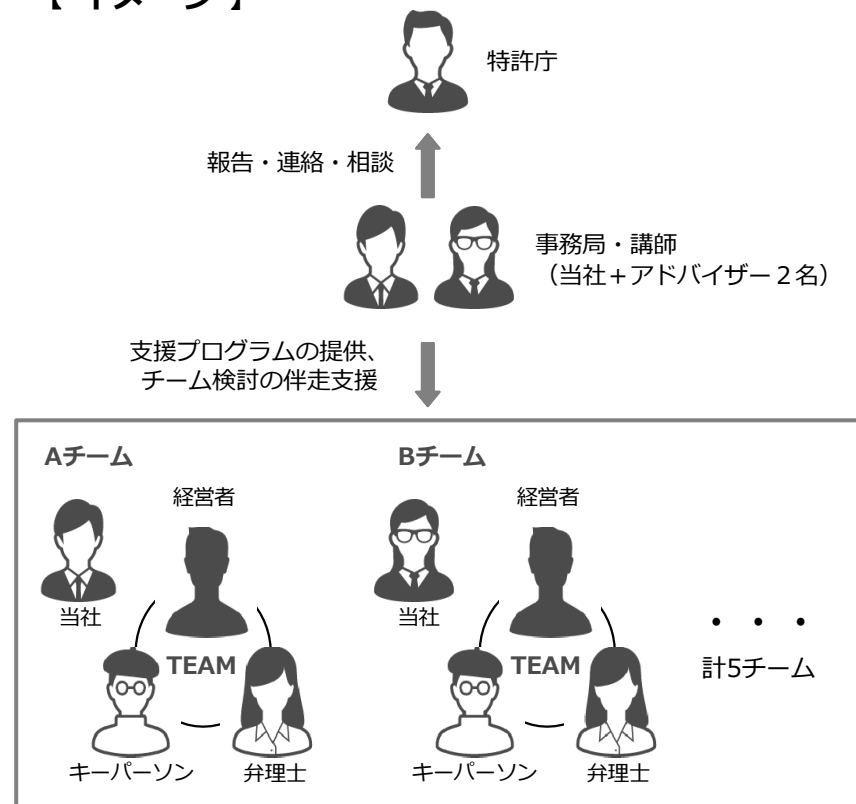 【 イメージ 】
特許庁
報告・連絡・相談
事務局・講師
（当社＋アドバイザー２名）
支援プログラムの提供、
チーム検討の伴走支援
Aチーム
経営者
当社
TEAM
キーパーソン
弁理士
Bチーム
経営者
当社
TEAM
キーパーソン
弁理士
・・・
計5チーム